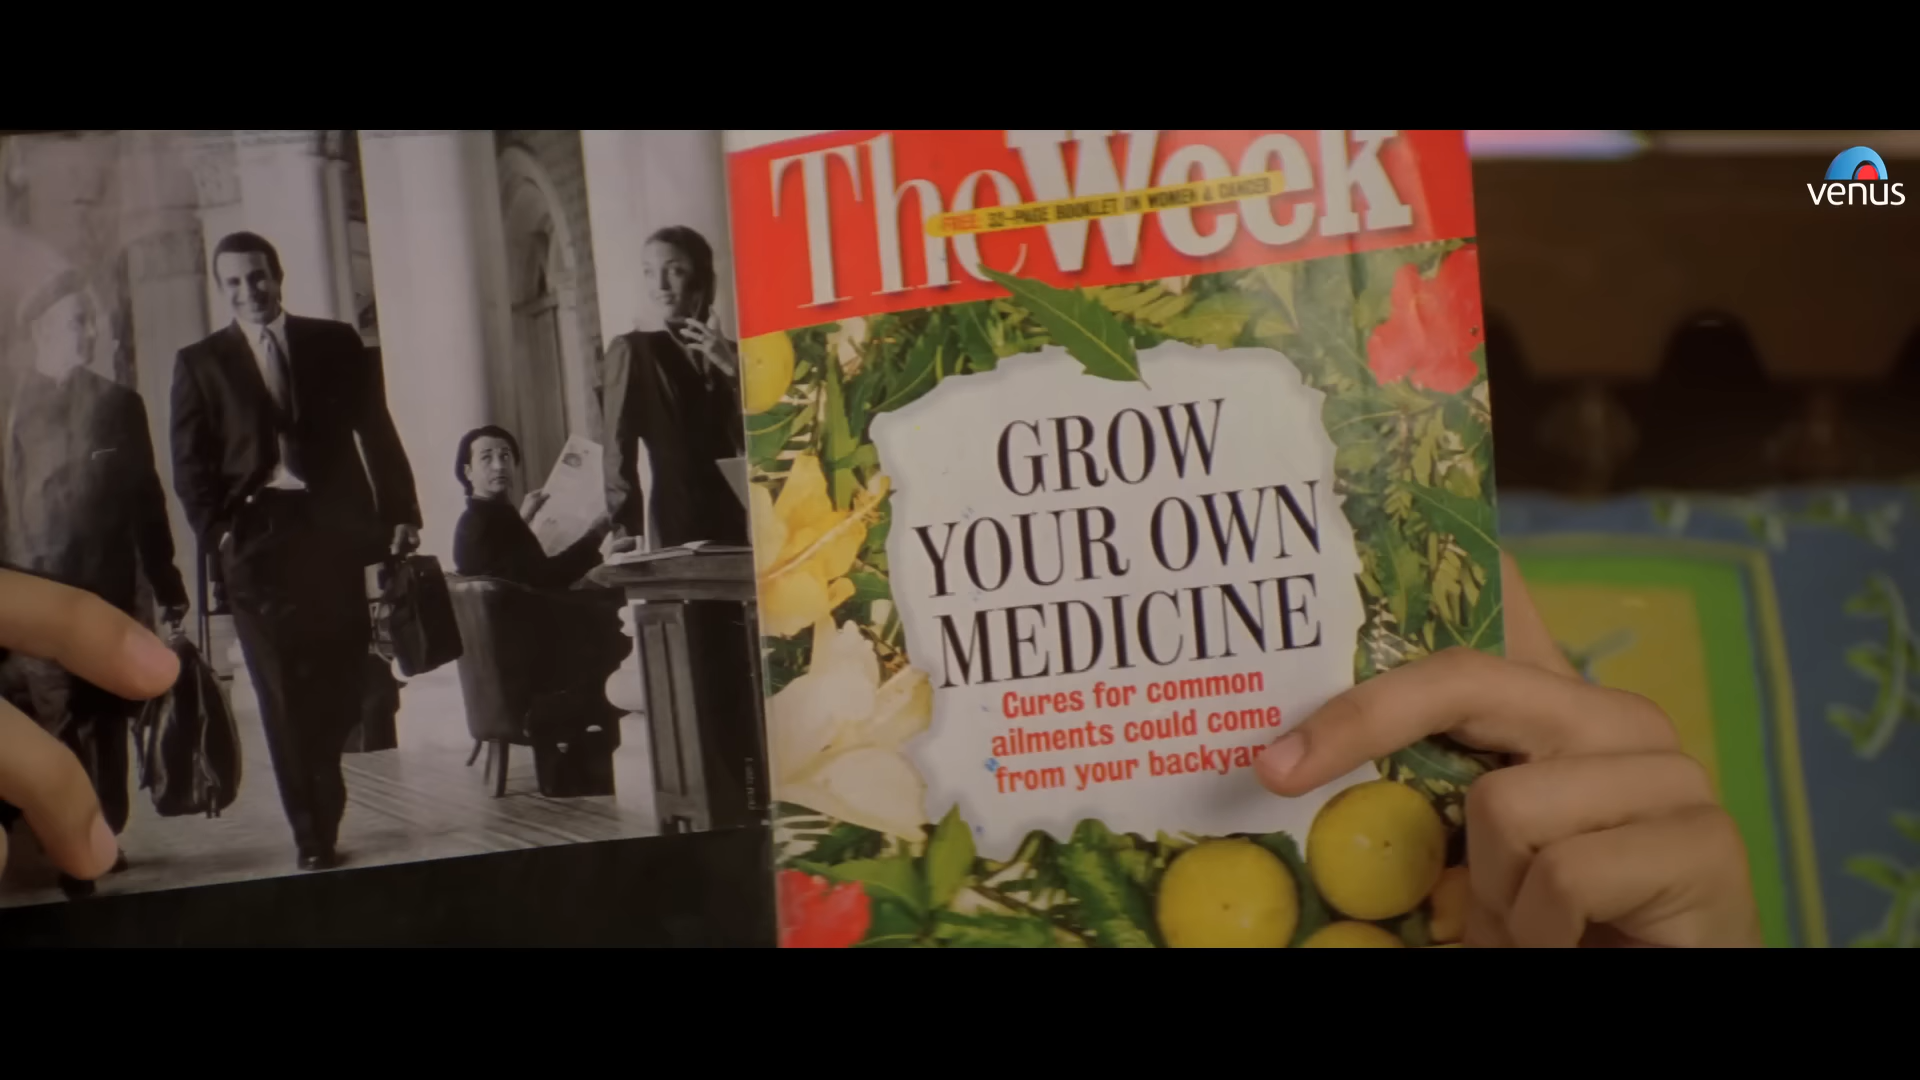 TheWeek
FREE: 32-PAGE BOOKLET ON WOMEN & CANCER
venus
GROW
YOUR OWN
MEDICINE
Cures for common
ailments could come
from your backyar